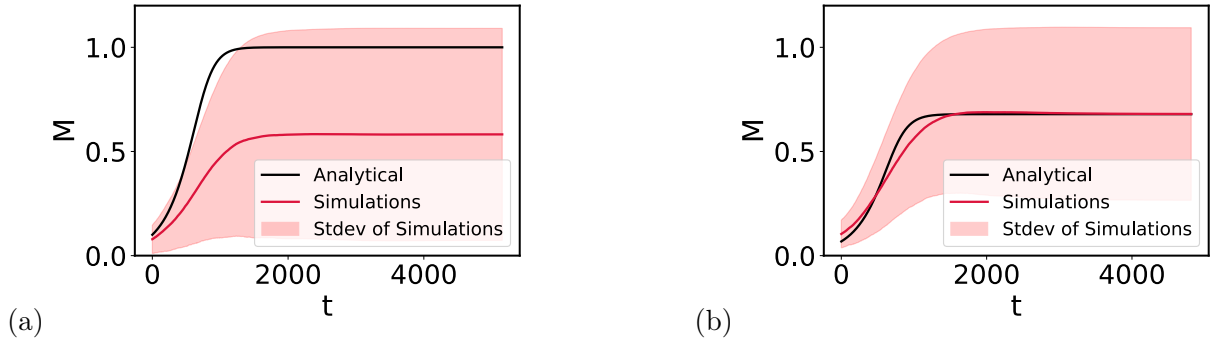 1.0
0.5
0.0
M
Analytical
Simulations
Stdev of Simulations
0 2000 4000
t
(a)
1.0
0.5
0.0
M
Analytical
Simulations
Stdev of Simulations
0 2000 4000
t
(b)